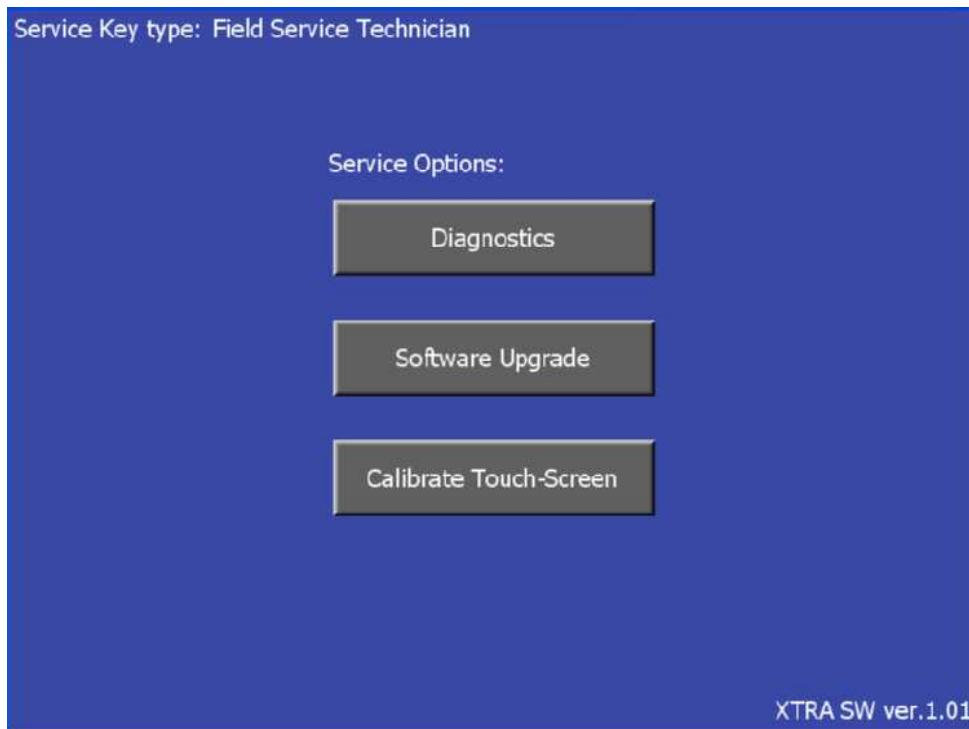 Service Key type: Field Service Technician
Service Options:
Diagnostics
Software Upgrade
Calibrate Touch-Screen
XTRA SW ver.1.01